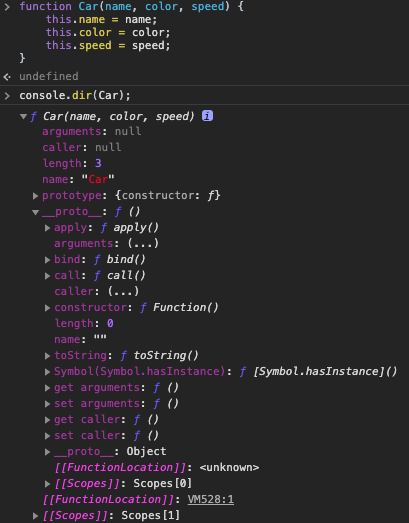 function Car(name, color, speed) {
this.name = name;
this.color = color;
this.speed = speed;
}
undefined
console.dir(Car);
ƒ Car(name, color, speed) i
arguments: null
caller: null
length: 3
name: "Car"
prototype: {constructor: ƒ}
__proto__: ƒ ()
apply: ƒ apply()
arguments: (...)
bind: ƒ bind()
call: ƒ call()
caller: (...)
constructor: ƒ Function()
length: 0
name: ""
toString: ƒ toString()
Symbol(Symbol.hasInstance): ƒ [Symbol.hasInstance]()
get arguments: ƒ ()
set arguments: ƒ ()
get caller: ƒ ()
set caller: ƒ ()
__proto__: Object
[[FunctionLocation]]: <unknown>
[[Scopes]]: Scopes[0]
[[FunctionLocation]]: VM528:1
[[Scopes]]: Scopes[1]